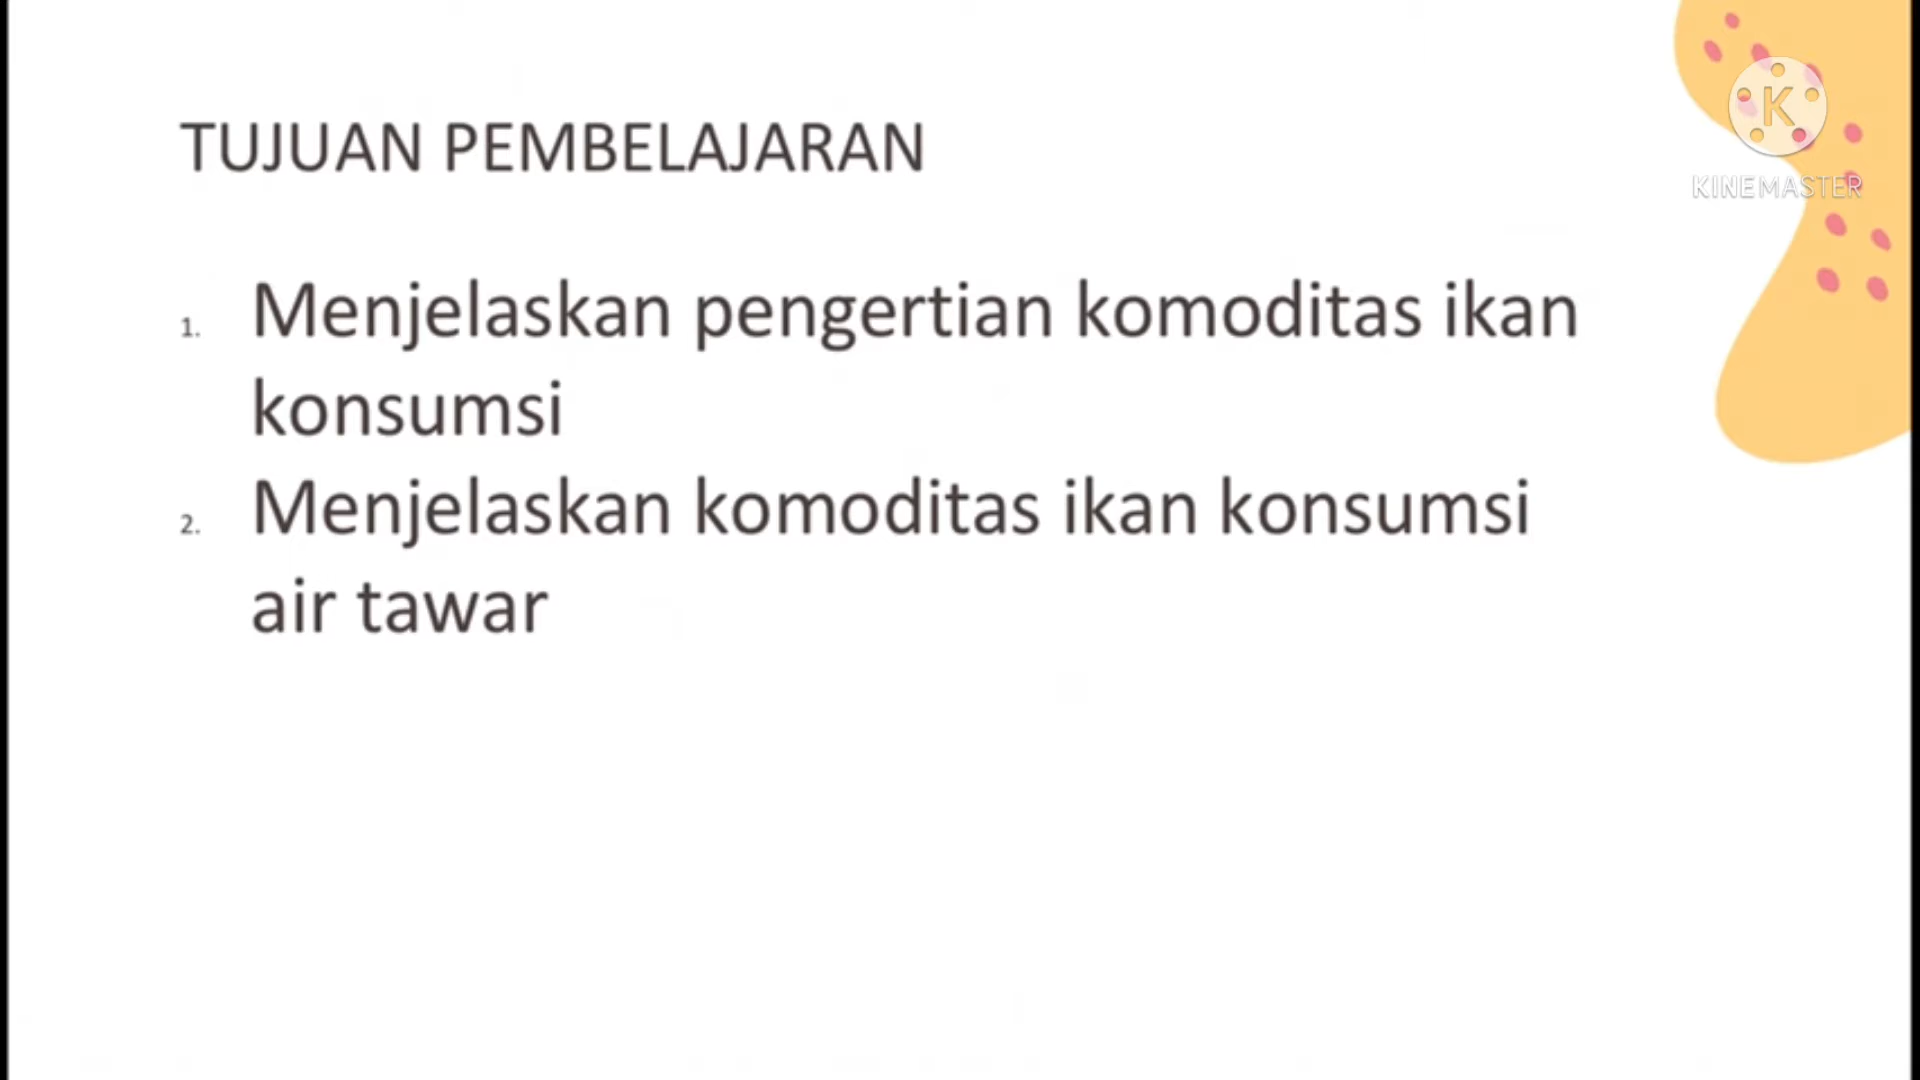 TUJUAN PEMBELAJARAN
K
KINEMASTER
1. Menjelaskan pengertian komoditas ikan
konsumsi
2. Menjelaskan komoditas ikan konsumsi
air tawar